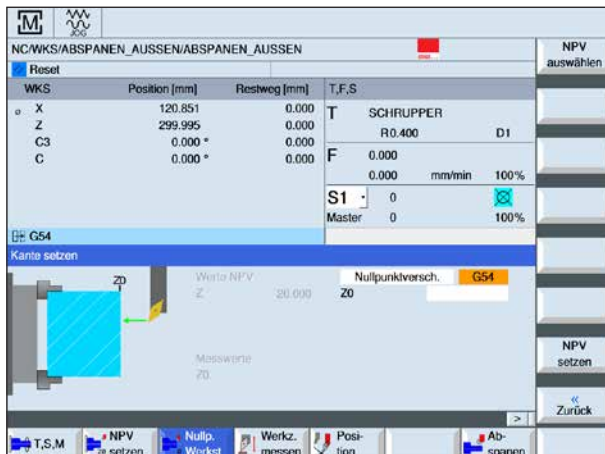 M
JOG
NC/WKS/ABSPANEN_AUSSEN/ABSPANEN_AUSSEN
Reset
WKS Position [mm] Restweg [mm]
X 120.851 0.000
Z 299.995 0.000
C3 0.000 ° 0.000
C 0.000 ° 0.000
G54
T,F,S
T SCHRUPPER
R0.400 D1
F 0.000
0.000 mm/min 100%
S1 0
Master 0 100%
Kante setzen
Z0
Werte NPV
Z 20.000
Messwerte
Z0
Nullpunktversch. G54
Z0
>
NPV
auswählen
NPV
setzen
«
Zurück
T,S,M
NPV
setzen
Nullp.
Werkst.
Werkz.
messen
Posi-
tion
Ab-
spanen